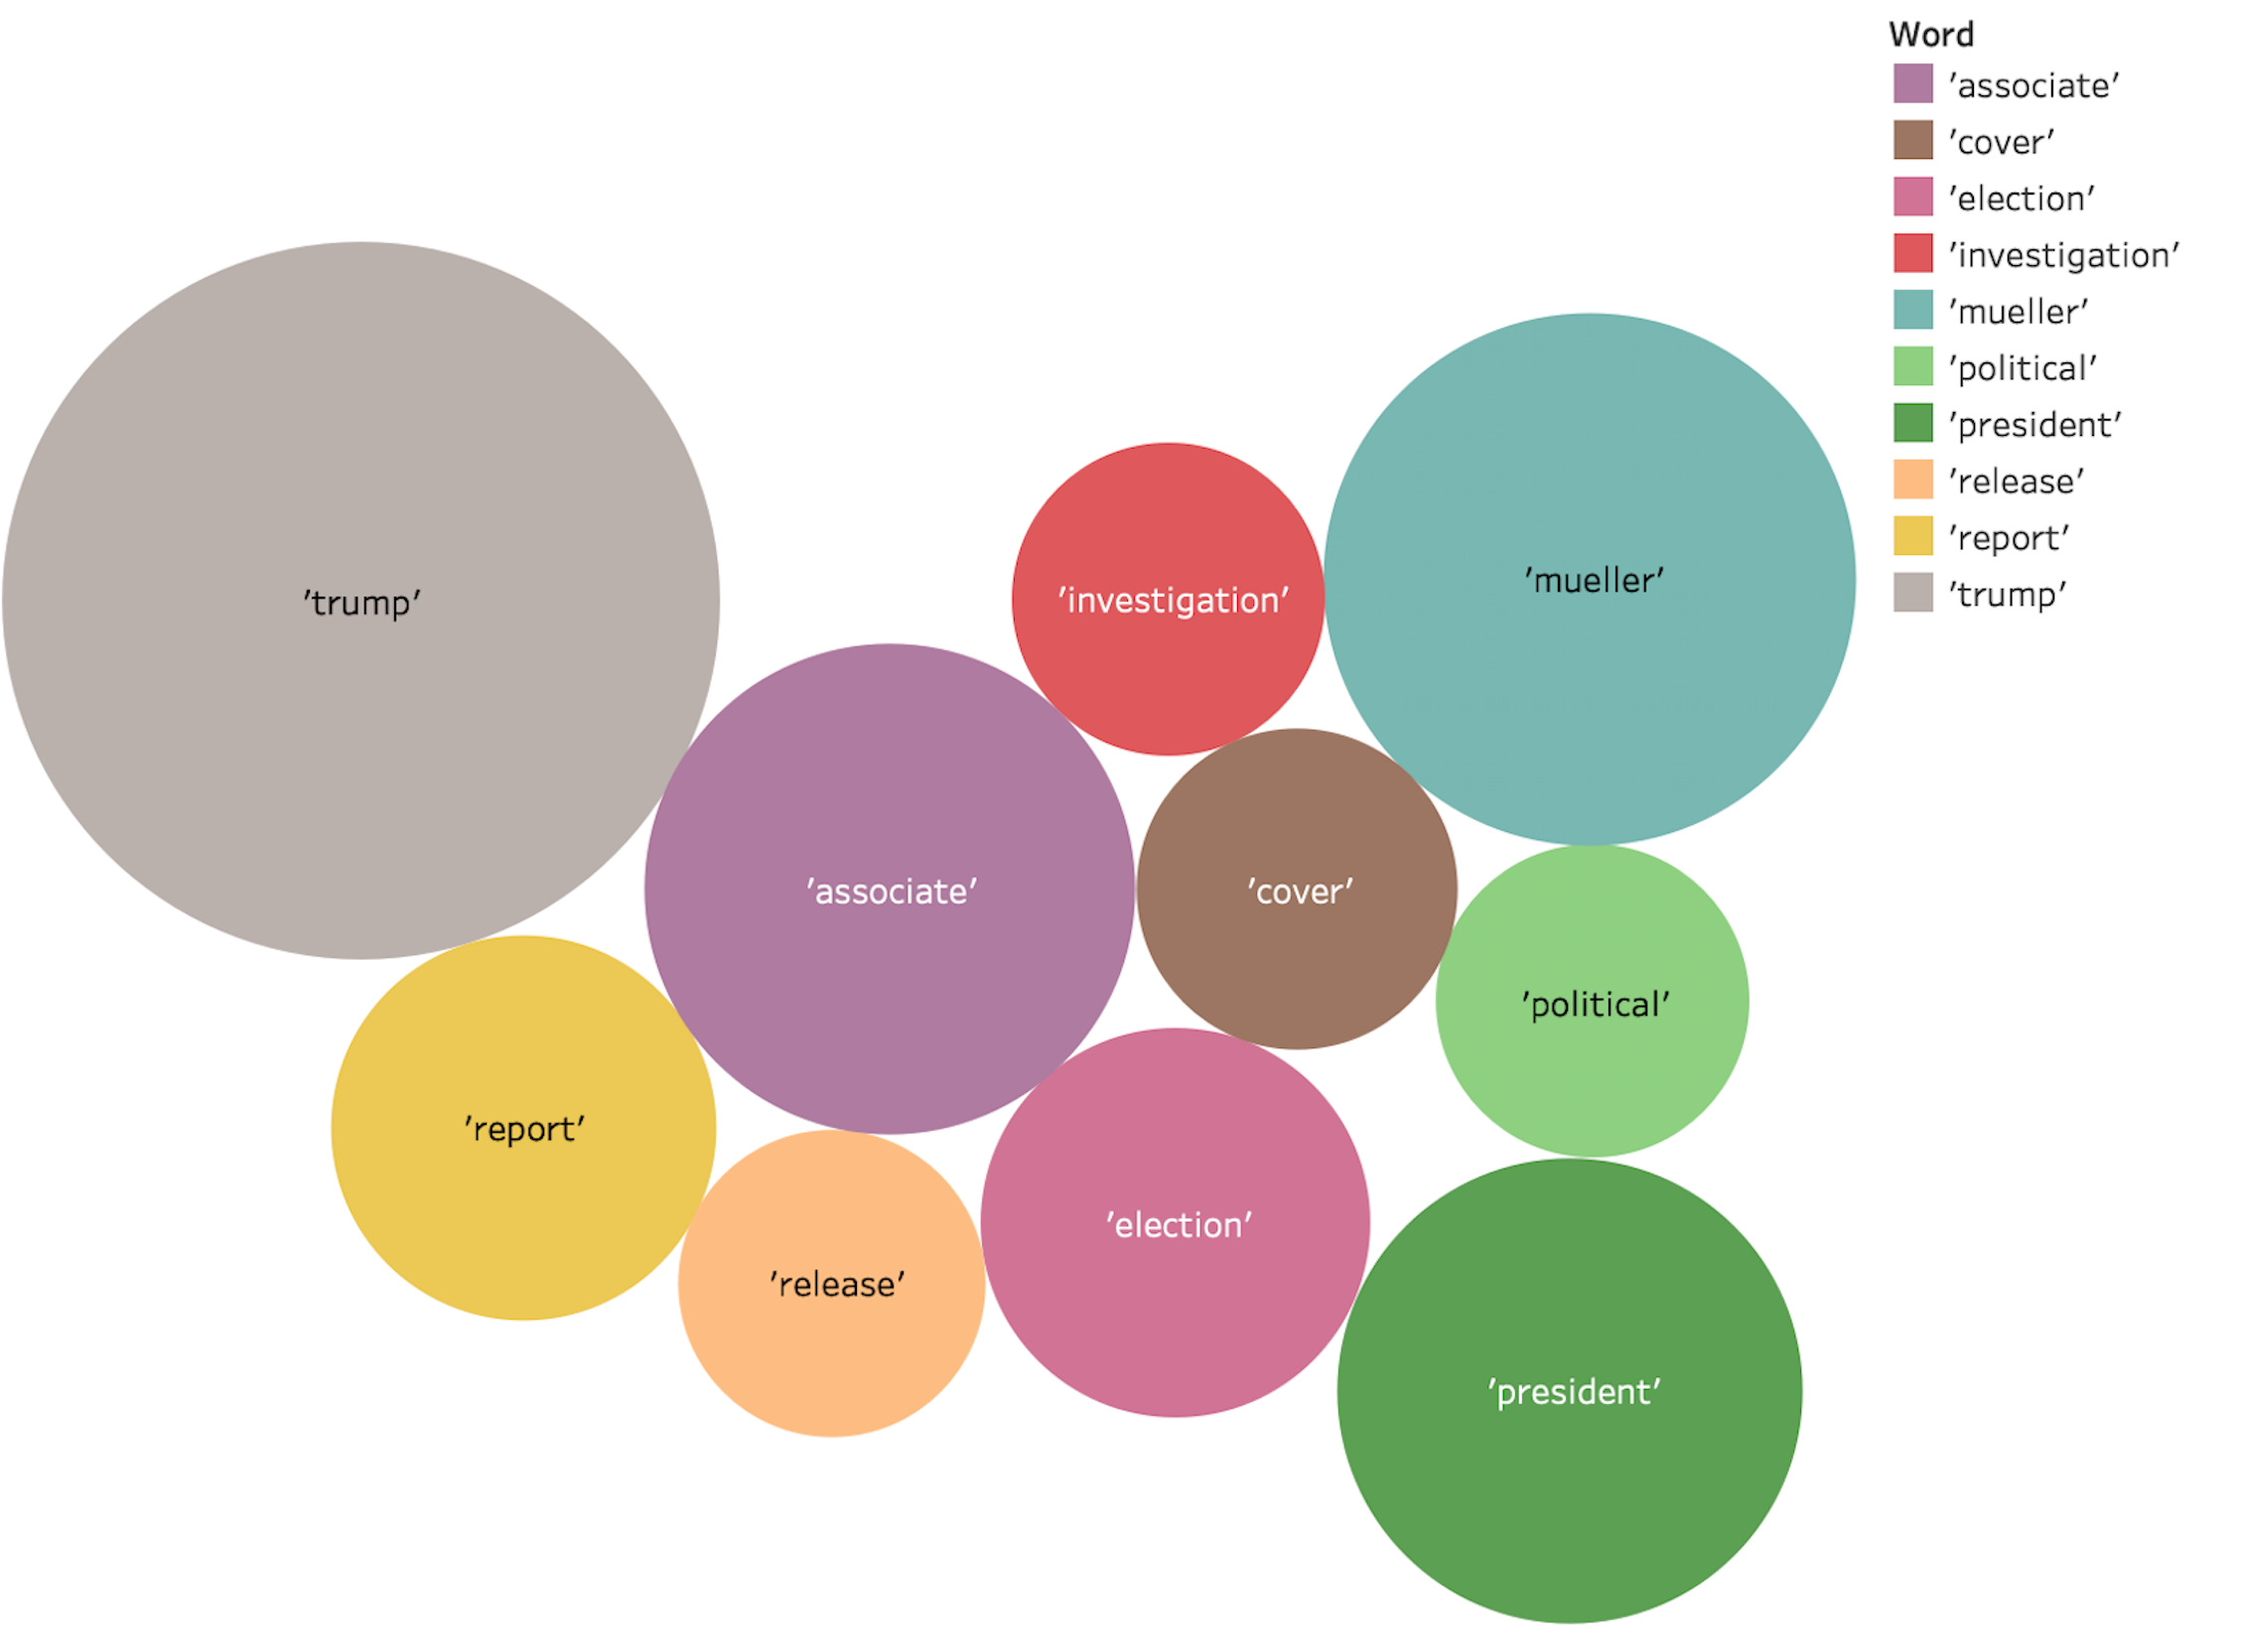 Word
'associate'
'cover'
'election'
'investigation'
'mueller'
'political'
'president'
'release'
'report'
'trump'
'trump'
'investigation'
'mueller'
'associate'
'cover'
'political'
'report'
'release'
'election'
'president'